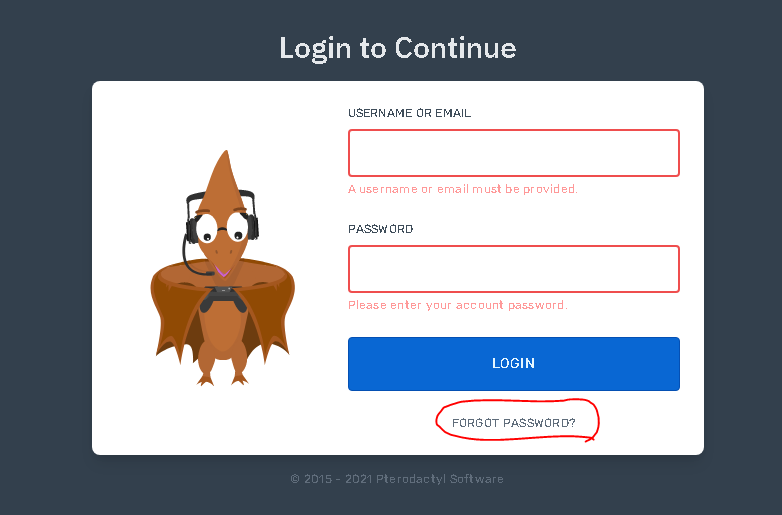 Login to Continue
USERNAME OR EMAIL
A username or email must be provided.
PASSWORD
Please enter your account password.
LOGIN
FORGOT PASSWORD?
© 2015 - 2021 Pterodactyl Software